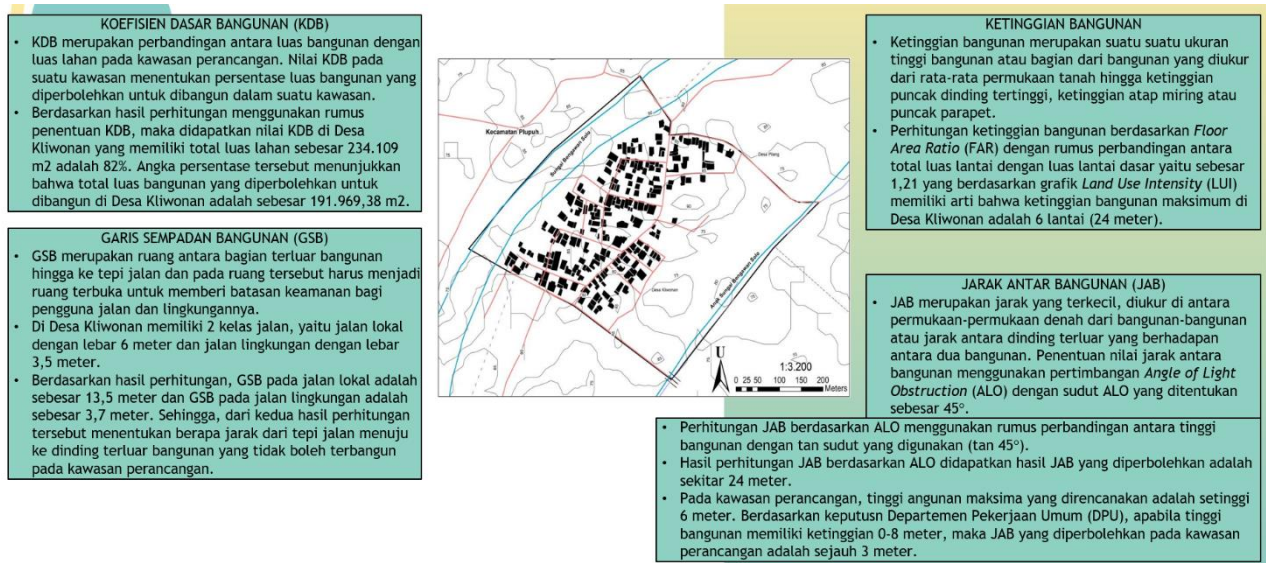 KOEFISIEN DASAR BANGUNAN (KDB)
• KDB merupakan perbandingan antara luas bangunan dengan
luas lahan pada kawasan perancangan. Nilai KDB pada
suatu kawasan menentukan persentase luas bangunan yang
diperbolehkan untuk dibangun dalam suatu kawasan.
• Berdasarkan hasil perhitungan menggunakan rumus
penentuan KDB, maka didapatkan nilai KDB di Desa
Kliwonan yang memiliki total luas lahan sebesar 234.109
m2 adalah 82%. Angka persentase tersebut menunjukkan
bahwa total luas bangunan yang diperbolehkan untuk
dibangun di Desa Kliwonan adalah sebesar 191.969,38 m2.
GARIS SEMPADAN BANGUNAN (GSB)
• GSB merupakan ruang antara bagian terluar bangunan
hingga ke tepi jalan dan pada ruang tersebut harus menjadi
ruang terbuka untuk memberi batasan keamanan bagi
pengguna jalan dan lingkungannya.
• Di Desa Kliwonan memiliki 2 kelas jalan, yaitu jalan lokal
dengan lebar 6 meter dan jalan lingkungan dengan lebar
3,5 meter.
• Berdasarkan hasil perhitungan, GSB pada jalan lokal adalah
sebesar 13,5 meter dan GSB pada jalan lingkungan adalah
sebesar 3,7 meter. Sehingga, dari kedua hasil perhitungan
tersebut menentukan berapa jarak dari tepi jalan menuju
ke dinding terluar bangunan yang tidak boleh terbangun
pada kawasan perancangan.
Kecamatan Plupuh
Sungai Bengawan Solo
Desa Pilang
Desa Kliwonan
Anak Sungai Bengawan Solo
U
1:3.200
0 25 50 100 150 200
Meters
KETINGGIAN BANGUNAN
• Ketinggian bangunan merupakan suatu suatu ukuran
tinggi bangunan atau bagian dari bangunan yang diukur
dari rata-rata permukaan tanah hingga ketinggian
puncak dinding tertinggi, ketinggian atap miring atau
puncak parapet.
• Perhitungan ketinggian bangunan berdasarkan Floor
Area Ratio (FAR) dengan rumus perbandingan antara
total luas lantai dengan luas lantai dasar yaitu sebesar
1,21 yang berdasarkan grafik Land Use Intensity (LUI)
memiliki arti bahwa ketinggian bangunan maksimum di
Desa Kliwonan adalah 6 lantai (24 meter).
JARAK ANTAR BANGUNAN (JAB)
• JAB merupakan jarak yang terkecil, diukur di antara
permukaan-permukaan denah dari bangunan-bangunan
atau jarak antara dinding terluar yang berhadapan
antara dua bangunan. Penentuan nilai jarak antara
bangunan menggunakan pertimbangan Angle of Light
Obstruction (ALO) dengan sudut ALO yang ditentukan
sebesar 45°.
• Perhitungan JAB berdasarkan ALO menggunakan rumus perbandingan antara tinggi
bangunan dengan tan sudut yang digunakan (tan 45°).
• Hasil perhitungan JAB berdasarkan ALO didapatkan hasil JAB yang diperbolehkan adalah
sekitar 24 meter.
• Pada kawasan perancangan, tinggi angunan maksima yang direncanakan adalah setinggi
6 meter. Berdasarkan keputusn Departemen Pekerjaan Umum (DPU), apabila tinggi
bangunan memiliki ketinggian 0-8 meter, maka JAB yang diperbolehkan pada kawasan
perancangan adalah sejauh 3 meter.